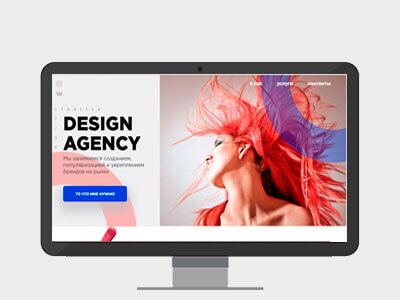 о нас услуги контакты
creative
DESIGN
AGENCY
Мы занимаемся созданием,
популяризацией и укреплением
брендов на рынке
ТО ЧТО МНЕ НУЖНО!